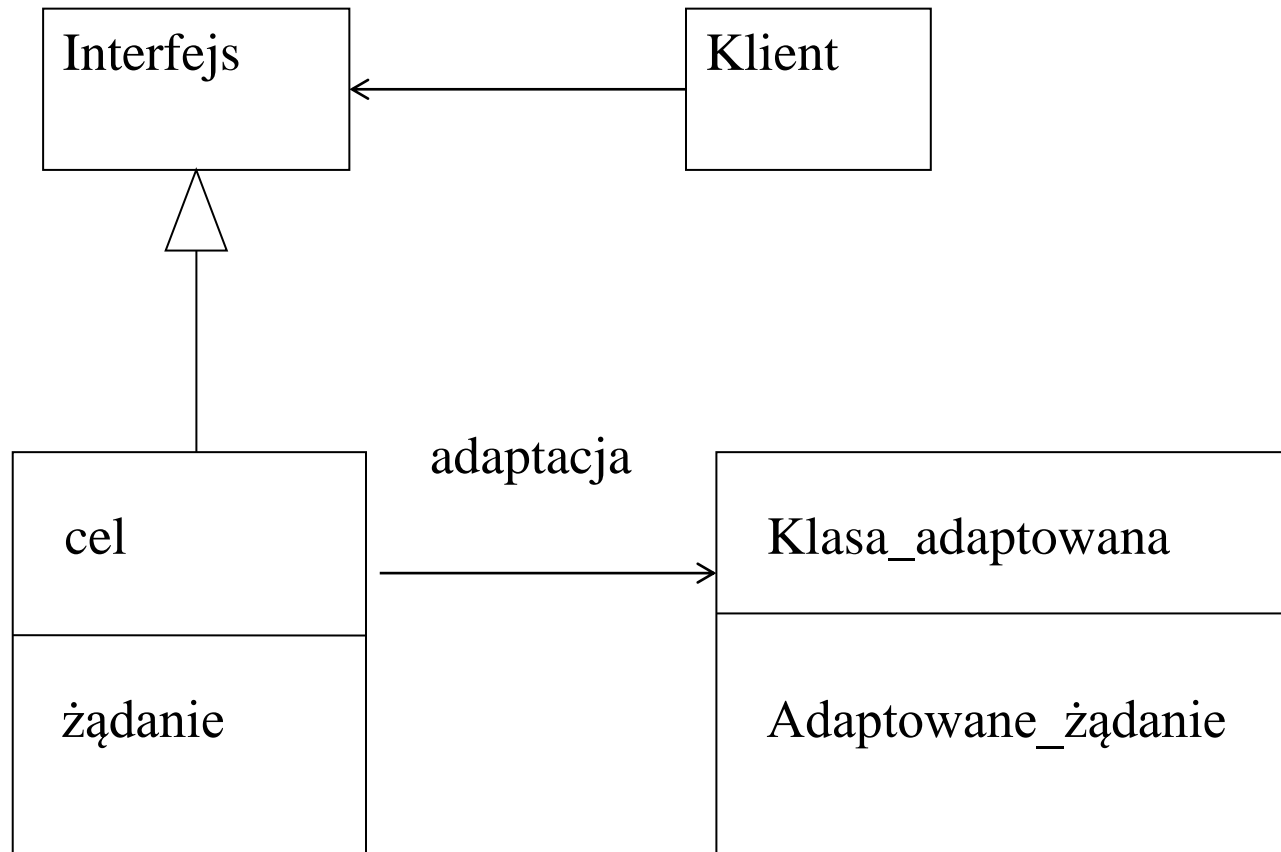 Interfejs
Klient
adaptacja
cel
Klasa_adaptowana
żądanie
Adaptowane_żądanie